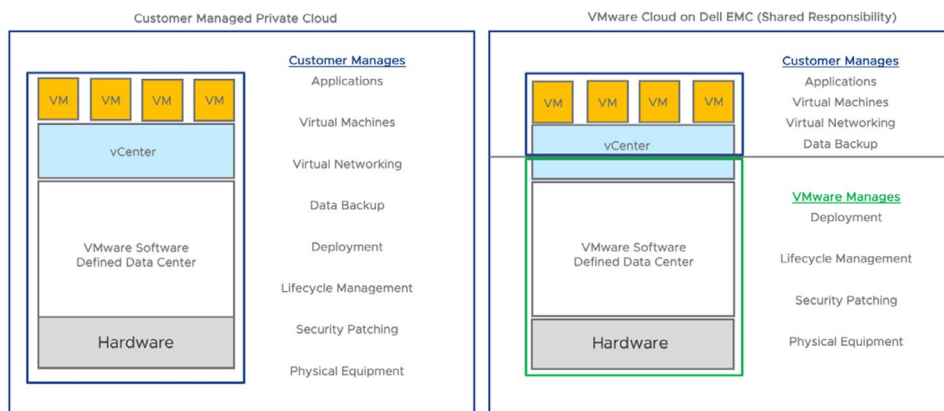 Customer Managed Private Cloud
VMware Cloud on Dell EMC (Shared Responsibility)
Customer Manages
Applications
Virtual Machines
Virtual Networking
Data Backup
Deployment
Lifecycle Management
Security Patching
Physical Equipment
VM VM VM VM
vCenter
VMware Software
Defined Data Center
Hardware
VM VM VM VM
vCenter
VMware Software
Defined Data Center
Hardware
Customer Manages
Applications
Virtual Machines
Virtual Networking
Data Backup
VMware Manages
Deployment
Lifecycle Management
Security Patching
Physical Equipment